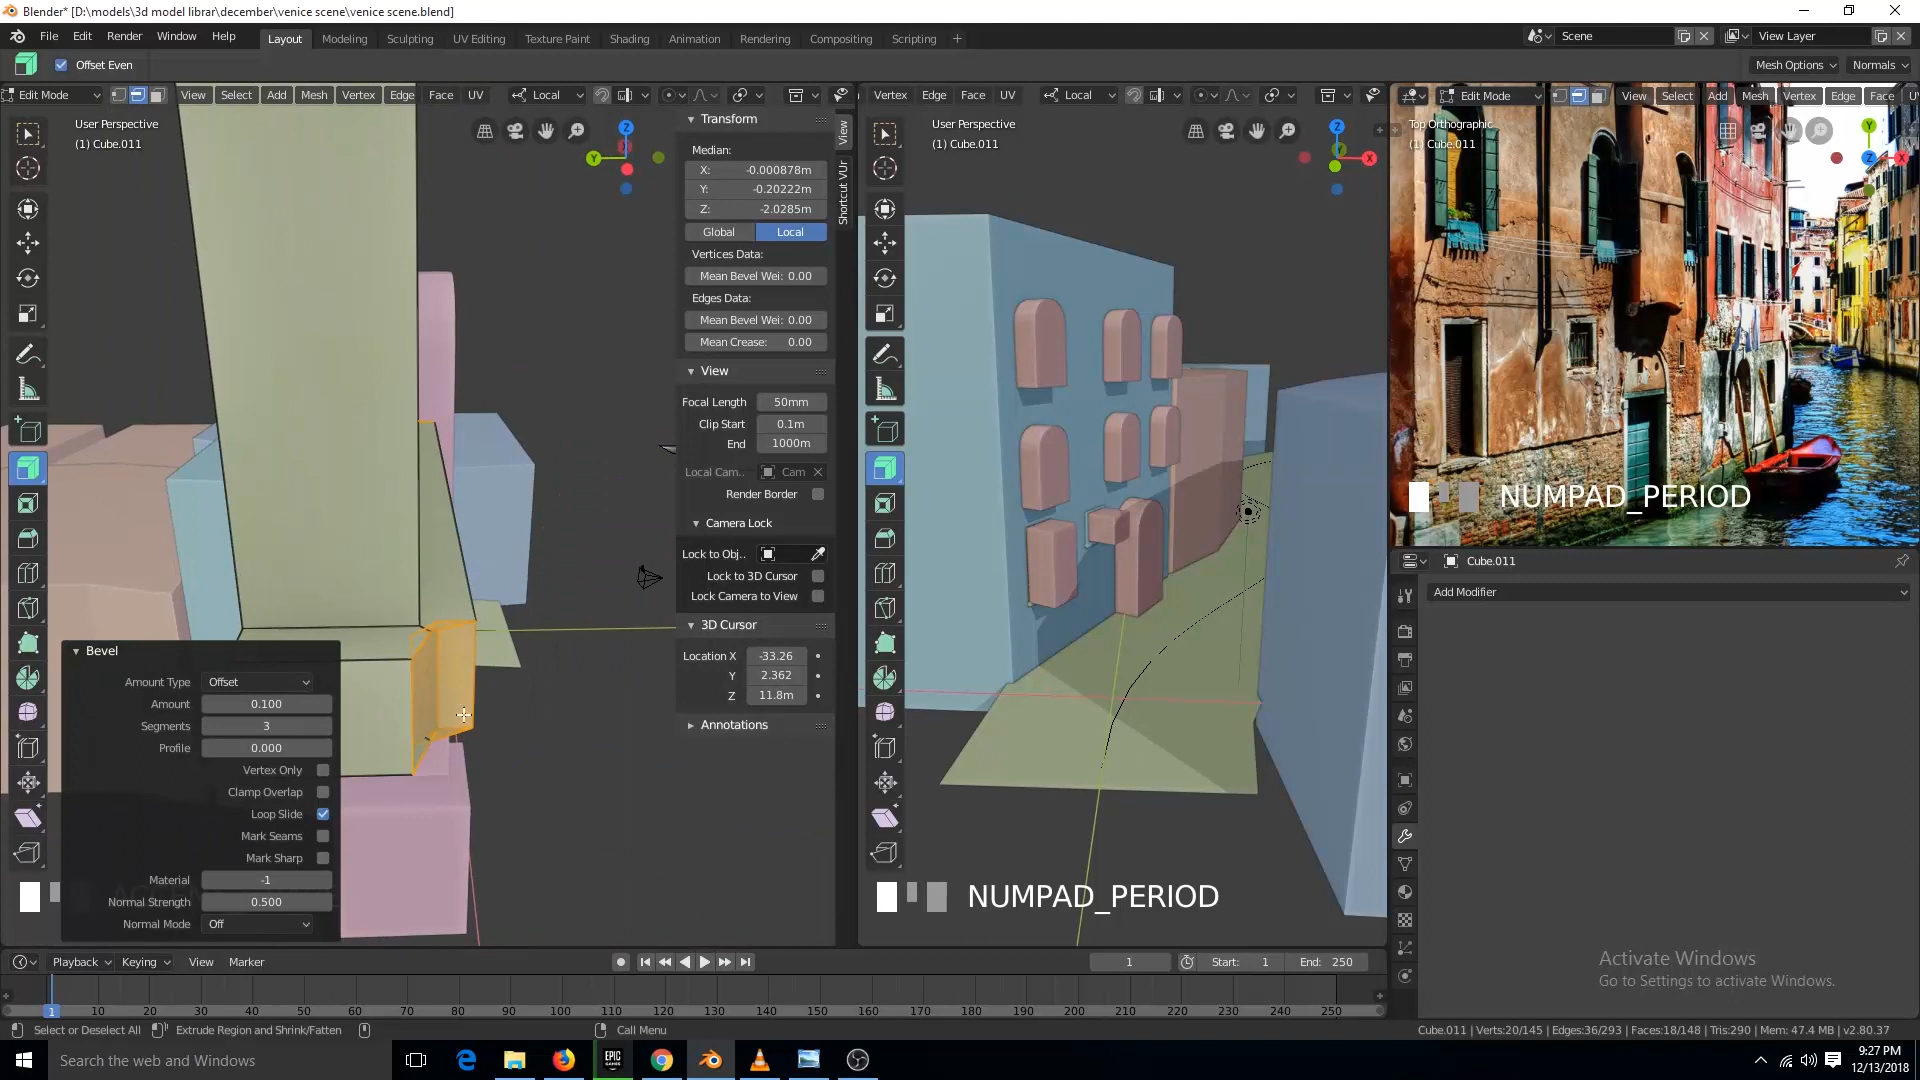 Blender* [D:\models\3d model librar\december\venice scene\venice scene.blend]
File Edit Render Window Help Layout Modeling Sculpting UV Editing Texture Paint Shading Animation Rendering Compositing Scripting Scene View Layer
Offset Even Mesh Options Normals
Edit Mode View Select Add Mesh Vertex Edge Face UV Local Vertex Edge Face UV Local Edit Mode View Select Add Mesh Vertex Edge Face
User Perspective
(1) Cube.011
Transform
Median:
X: -0.000878m
Y: -0.20222m
Z: -2.0285m
Global Local
Vertices Data:
Mean Bevel Wei: 0.00
Edges Data:
Mean Bevel Wei: 0.00
Mean Crease: 0.00
View
Focal Length 50mm
Clip Start 0.1m
End 1000m
Local Cam.. Cam
Render Border
Camera Lock
Lock to Obj..
Lock to 3D Cursor
Lock Camera to View
3D Cursor
Location X -33.26
Y 2.362
Z 11.8m
Annotations
View
Shortcut VUr
User Perspective
(1) Cube.011
Top Orthographic
(1) Cube.011
NUMPAD_PERIOD
NUMPAD_PERIOD
Bevel
Amount Type Offset
Amount 0.100
Segments 3
Profile 0.000
Vertex Only
Clamp Overlap
Loop Slide
Mark Seams
Mark Sharp
Material -1
Normal Strength 0.500
Normal Mode Off
Cube.011
Add Modifier
Activate Windows
Go to Settings to activate Windows.
Playback Keying View Marker 1 Start: 1 End: 250
1 10 20 30 40 50 60 70 80 90 100 110 120 130 140 150 160 170 180 190 200 210 220 230 240 250
Select or Deselect All Extrude Region and Shrink/Fatten Call Menu Cube.011 | Verts:20/145 | Edges:36/293 | Faces:18/148 | Tris:290 | Mem: 47.4 MB | v2.80.37
Search the web and Windows
EPIC GAMES
9:27 PM
12/13/2018